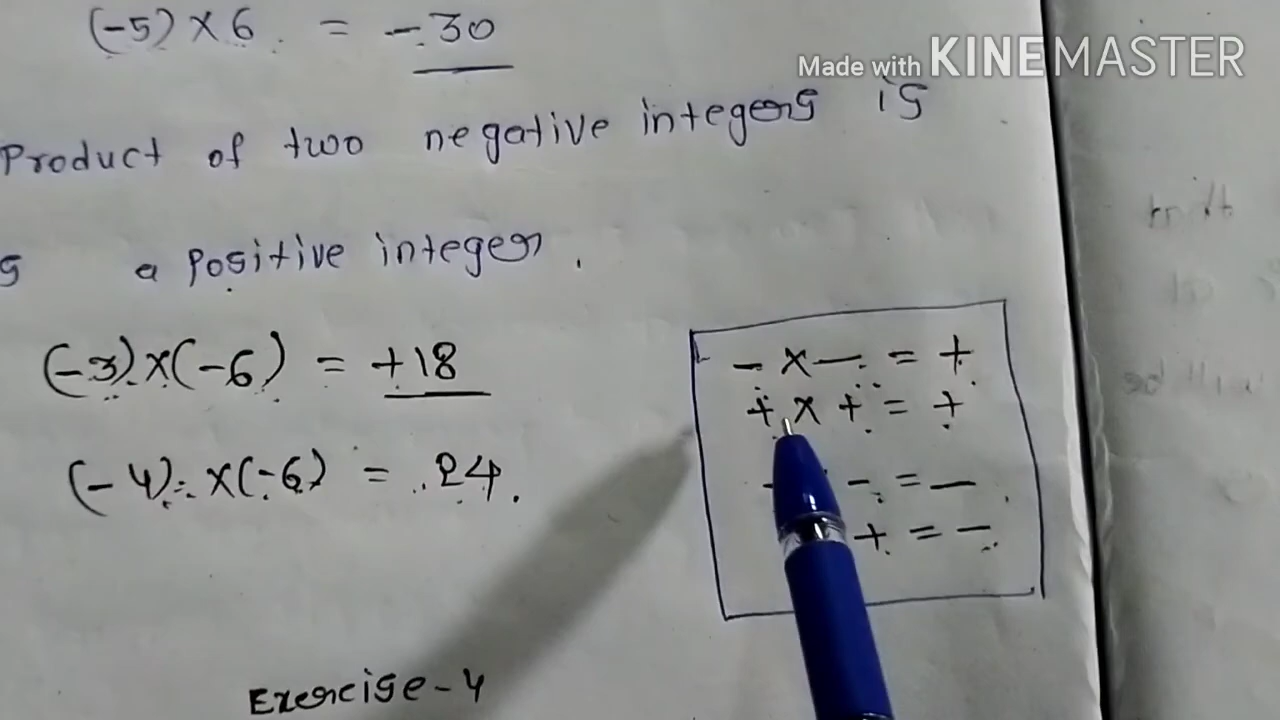 (-5) × 6 = - 30
Made with KINEMASTER
Product of two negative integers is
a positive integer.
(-3) × (-6) = +18
- × — = +
+ × + = +
(-4) × (-6) = 24.
- = —
+ = -
Exercise-4